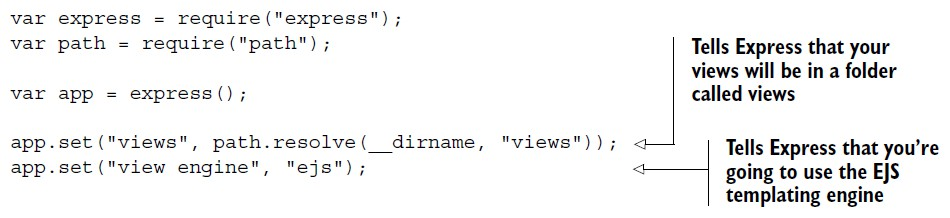 var express = require("express");
var path = require("path");
var app = express();
app.set("views", path.resolve(__dirname, "views"));
app.set("view engine", "ejs");
Tells Express that your
views will be in a folder
called views
Tells Express that you’re
going to use the EJS
templating engine